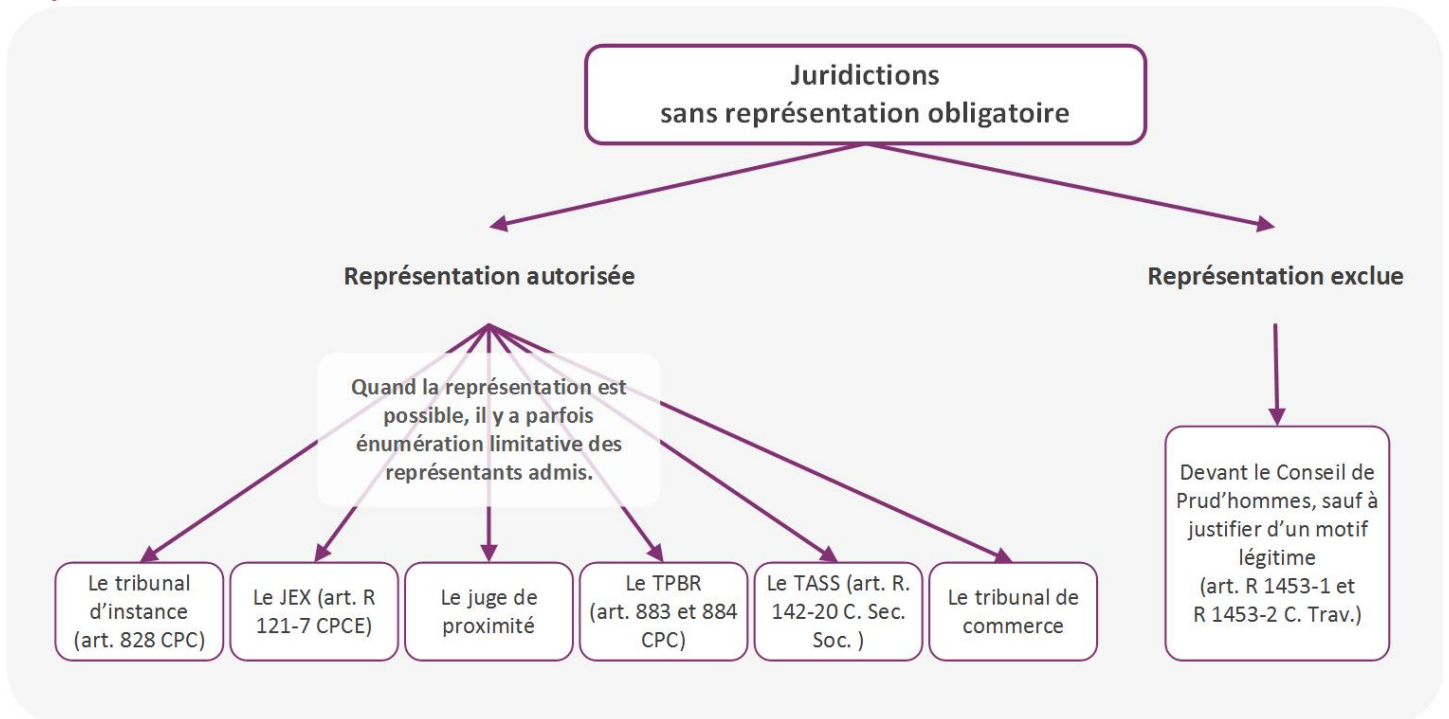 Juridictions
sans représentation obligatoire
Représentation autorisée
Représentation exclue
Quand la représentation est
possible, il y a parfois
énumération limitative des
représentants admis.
Le tribunal
d’instance
(art. 828 CPC)
Le JEX (art. R
121-7 CPCE)
Le juge de
proximité
Le TPBR
(art. 883 et 884
CPC)
Le TASS (art. R.
142-20 C. Sec.
Soc. )
Le tribunal de
commerce
Devant le Conseil de
Prud’hommes, sauf à
justifier d’un motif
légitime
(art. R 1453-1 et
R 1453-2 C. Trav.)